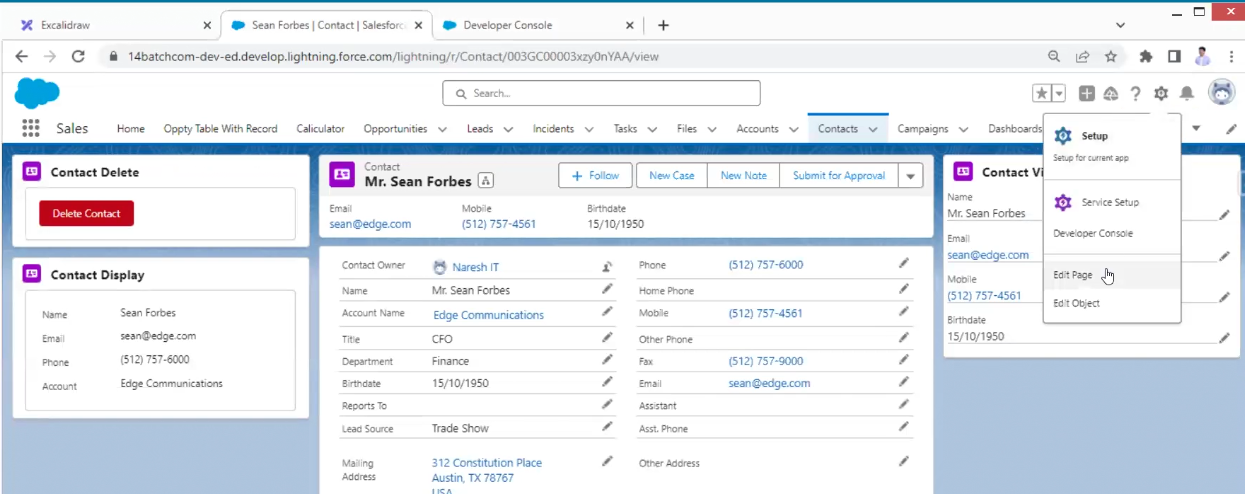 Excalidraw
Sean Forbes | Contact | Salesforc
Developer Console
14batchcom-dev-ed.develop.lightning.force.com/lightning/r/Contact/003GC00003xzy0nYAA/view
Search...
Sales
Home
Oppty Table With Record
Calculator
Opportunities
Leads
Incidents
Tasks
Files
Accounts
Contacts
Campaigns
Dashboards
Contact Delete
Delete Contact
Contact Display
Name Sean Forbes
Email sean@edge.com
Phone (512) 757-6000
Account Edge Communications
Contact
Mr. Sean Forbes
+ Follow
New Case
New Note
Submit for Approval
Email Mobile Birthdate
sean@edge.com (512) 757-4561 15/10/1950
Contact Owner Naresh IT Phone (512) 757-6000
Name Mr. Sean Forbes Home Phone
Account Name Edge Communications Mobile (512) 757-4561
Title CFO Other Phone
Department Finance Fax (512) 757-9000
Birthdate 15/10/1950 Email sean@edge.com
Reports To Assistant
Lead Source Trade Show Asst. Phone
Mailing 312 Constitution Place Other Address
Address Austin, TX 78767
USA
Contact Vi
Name
Mr. Sean Forbes
Email
sean@edge.com
Mobile
(512) 757-4561
Birthdate
15/10/1950
Setup
Setup for current app
Service Setup
Developer Console
Edit Page
Edit Object